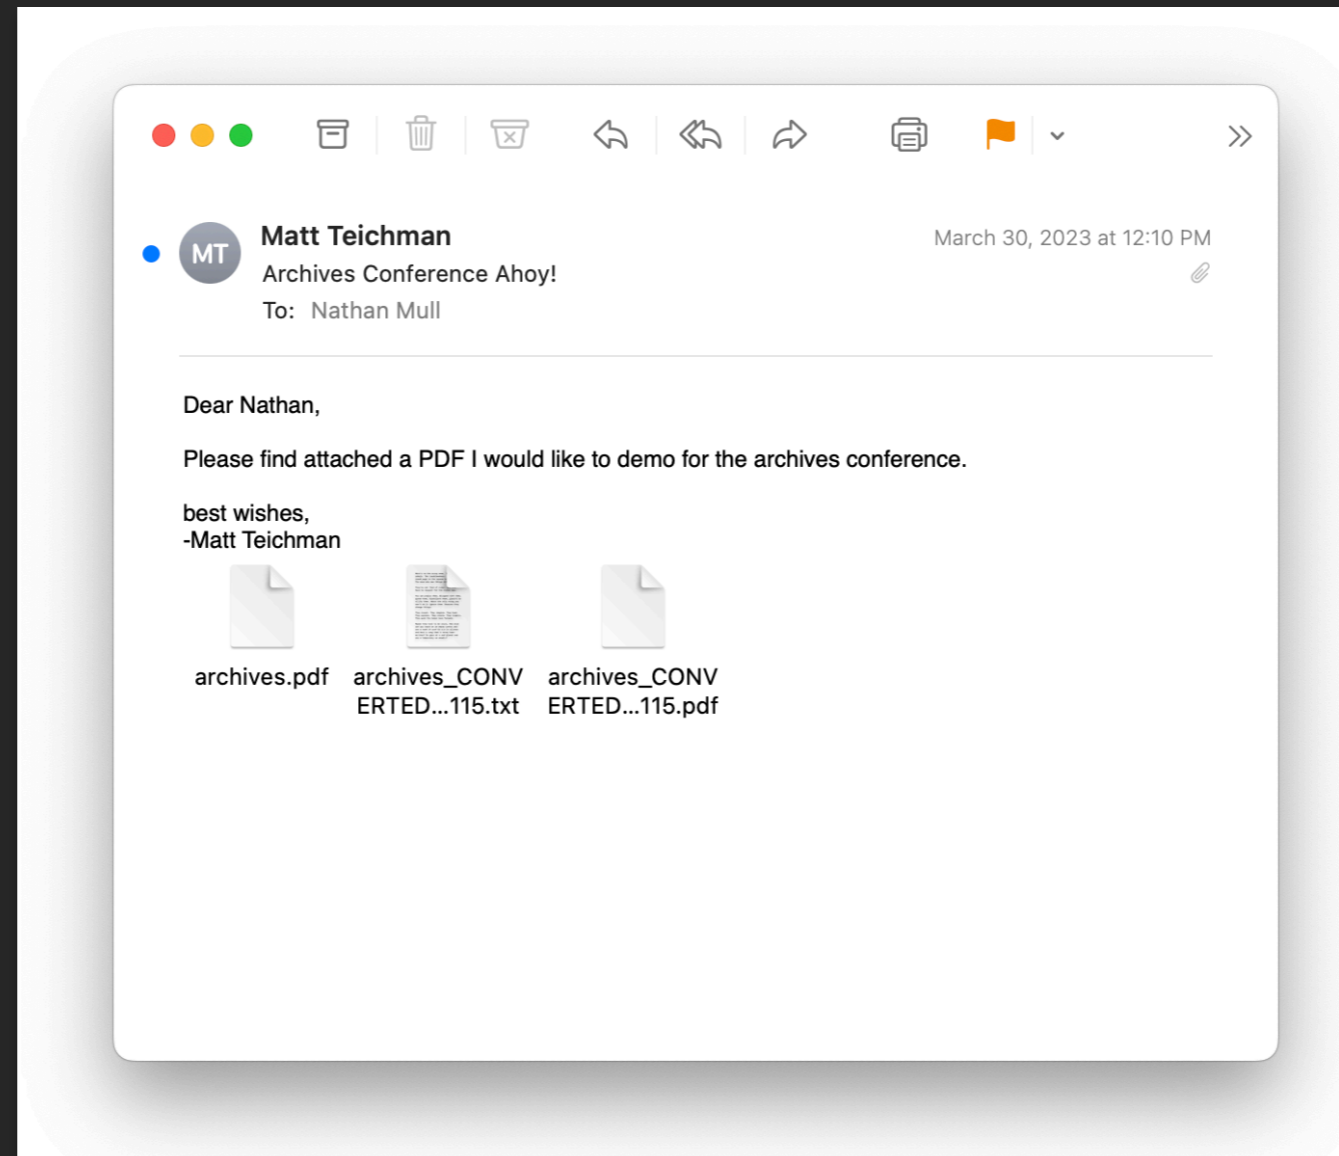 MT
Matt Teichman
March 30, 2023 at 12:10 PM
Archives Conference Ahoy!
To: Nathan Mull
Dear Nathan,
Please find attached a PDF I would like to demo for the archives conference.
best wishes,
-Matt Teichman
archives.pdf
archives_CONV
ERTED...115.txt
archives_CONV
ERTED...115.pdf